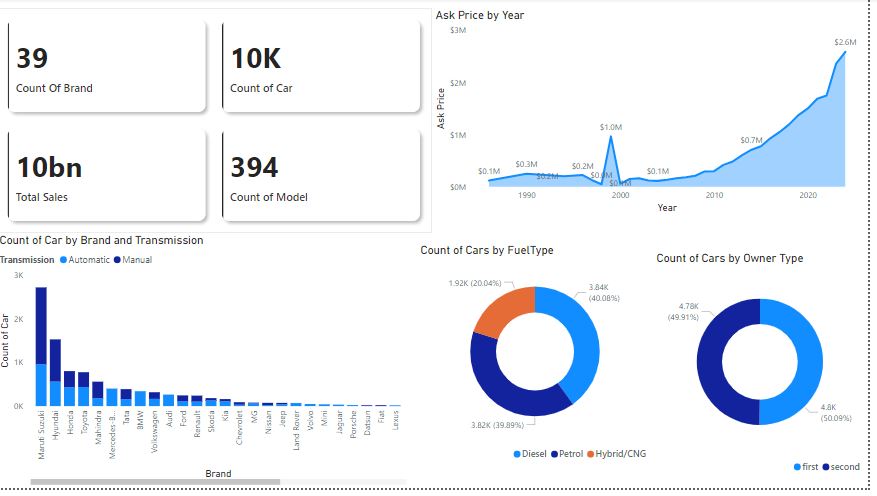 39
Count Of Brand
10K
Count of Car
10bn
Total Sales
394
Count of Model
Ask Price by Year
Ask Price
$3M
$2M
$1M
$0M
$0.1M
$0.3M
$0.2M
$0.2M
$0.0M
$1.0M
$0.1M
$0.7M
$2.6M
1990
2000
2010
2020
Year
Count of Car by Brand and Transmission
Transmission Automatic Manual
Count of Car
3K
2K
1K
0K
Maruti Suzuki
Hyundai
Honda
Toyota
Mahindra
Mercedes-B...
Tata
BMW
Volkswagen
Audi
Ford
Renault
Skoda
Kia
Chevrolet
MG
Nissan
Jeep
Land Rover
Volvo
Mini
Jaguar
Porsche
Datsun
Fiat
Lexus
Brand
Count of Cars by FuelType
1.92K (20.04%)
3.84K
(40.08%)
3.82K (39.89%)
Diesel Petrol Hybrid/CNG
Count of Cars by Owner Type
4.78K
(49.91%)
4.8K
(50.09%)
first second